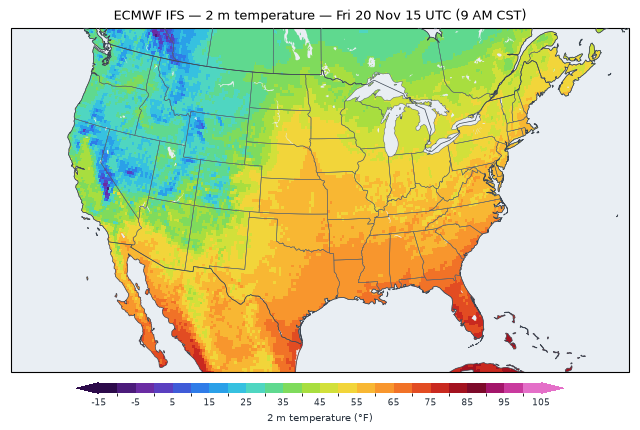 ECMWF IFS — 2 m temperature — Fri 20 Nov 15 UTC (9 AM CST)
-15 -5 5 15 25 35 45 55 65 75 85 95 105
2 m temperature (°F)